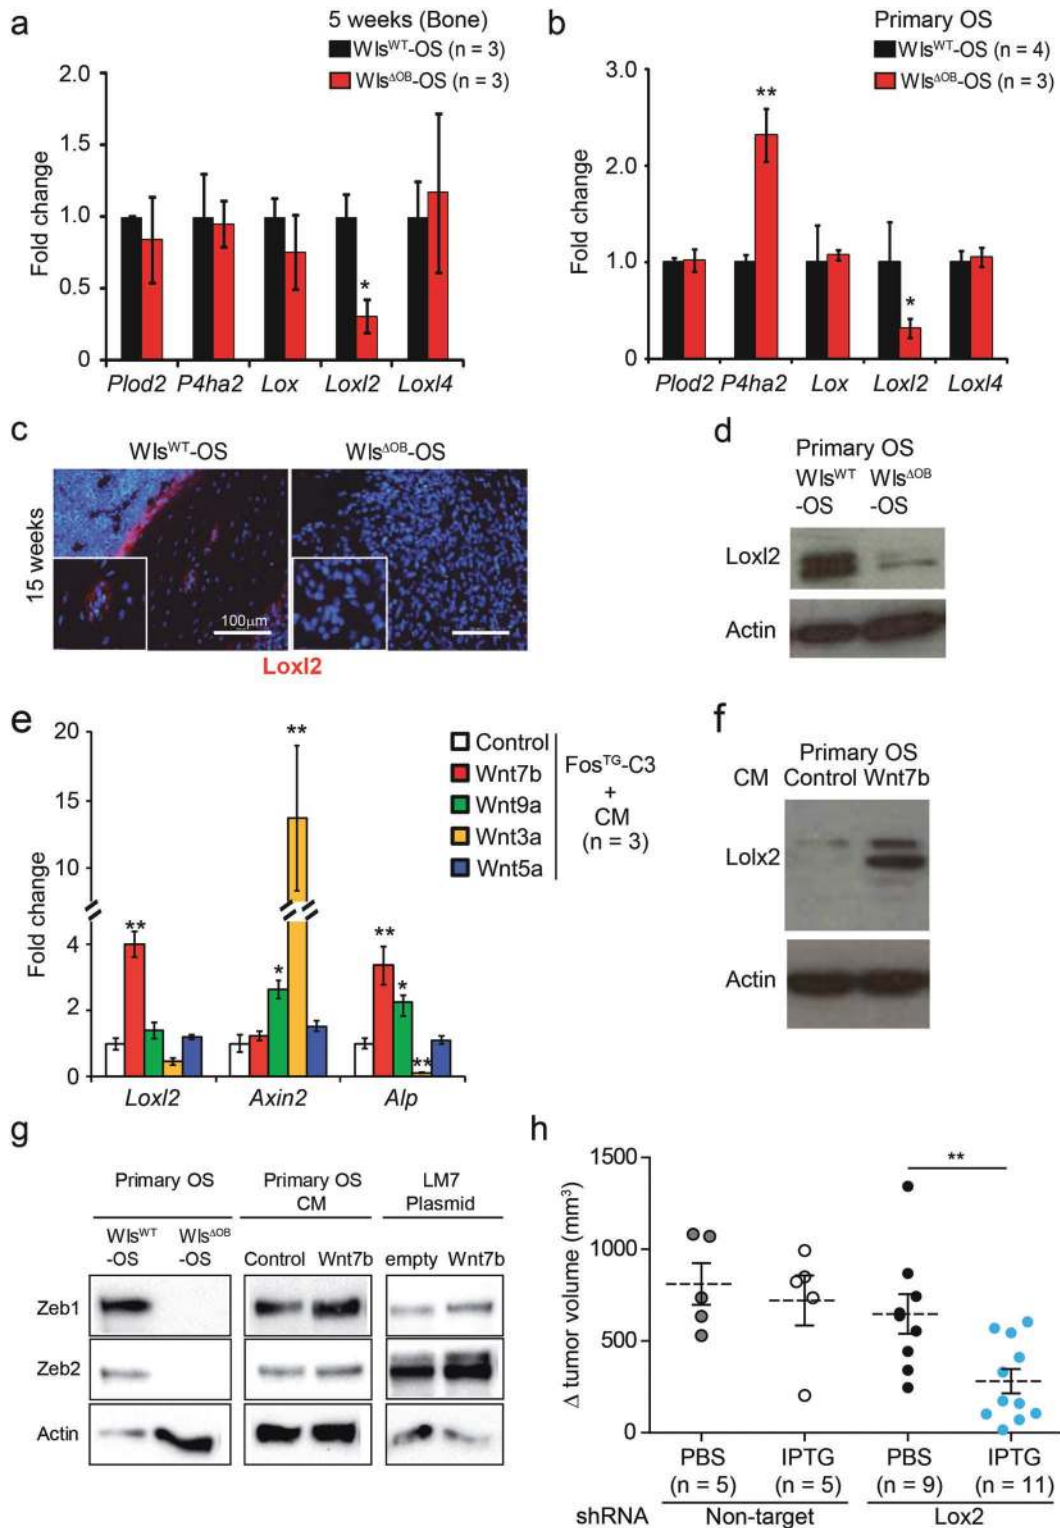 a
5 weeks (Bone)
Wls^WT-OS (n = 3)
Wls^ΔOB-OS (n = 3)
Fold change
2.0
1.5
1.0
0.5
0
Plod2 P4ha2 Lox Loxl2 Loxl4
*
b
Primary OS
Wls^WT-OS (n = 4)
Wls^ΔOB-OS (n = 3)
Fold change
3.0
2.0
1.0
0
**
*
Plod2 P4ha2 Lox Loxl2 Loxl4
c
Wls^WT-OS Wls^ΔOB-OS
15 weeks
100μm
Loxl2
d
Primary OS
Wls^WT Wls^ΔOB
-OS -OS
Loxl2
Actin
e
Fold change
20
15
10
4
2
0
** ** * ** * **
Loxl2 Axin2 Alp
Control
Wnt7b
Wnt9a
Wnt3a
Wnt5a
Fos^TG-C3
+
CM
(n = 3)
f
Primary OS
CM Control Wnt7b
Lolx2
Actin
g
Primary OS Primary OS LM7
CM Plasmid
Wls^WT Wls^ΔOB
-OS -OS Control Wnt7b empty Wnt7b
Zeb1
Zeb2
Actin
h
Δ tumor volume (mm³)
1500
1000
500
0
**
PBS IPTG PBS IPTG
(n = 5) (n = 5) (n = 9) (n = 11)
shRNA Non-target Lox2